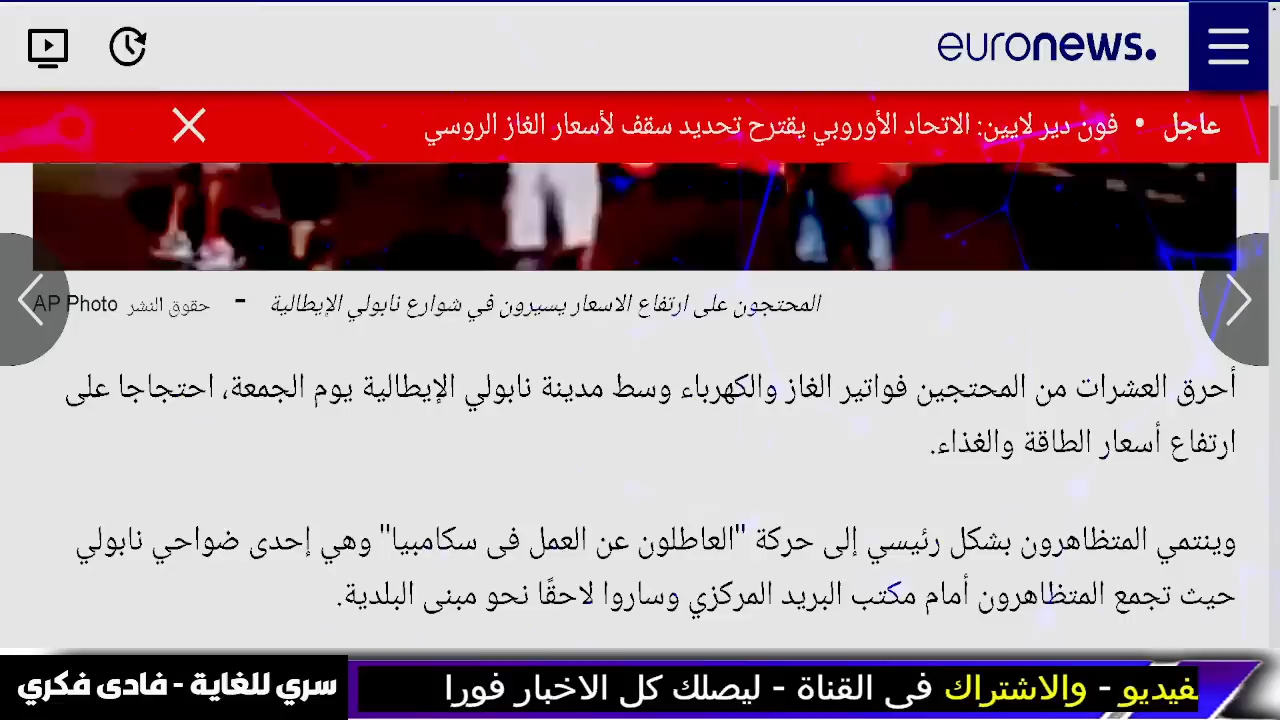 euronews.
عاجل • فون دير لايين: الاتحاد الأوروبي يقترح تحديد سقف لأسعار الغاز الروسي
المحتجون على ارتفاع الاسعار يسيرون في شوارع نابولي الإيطالية - حقوق النشر AP Photo
أحرق العشرات من المحتجين فواتير الغاز والكهرباء وسط مدينة نابولي الإيطالية يوم الجمعة، احتجاجا على
ارتفاع أسعار الطاقة والغذاء.
وينتمي المتظاهرون بشكل رئيسي إلى حركة "العاطلون عن العمل فى سكامبيا" وهي إحدى ضواحي نابولي
حيث تجمع المتظاهرون أمام مكتب البريد المركزي وساروا لاحقًا نحو مبنى البلدية.
فيديو - والاشتراك فى القناة - ليصلك كل الاخبار فورا
سري للغاية - فادى فكري